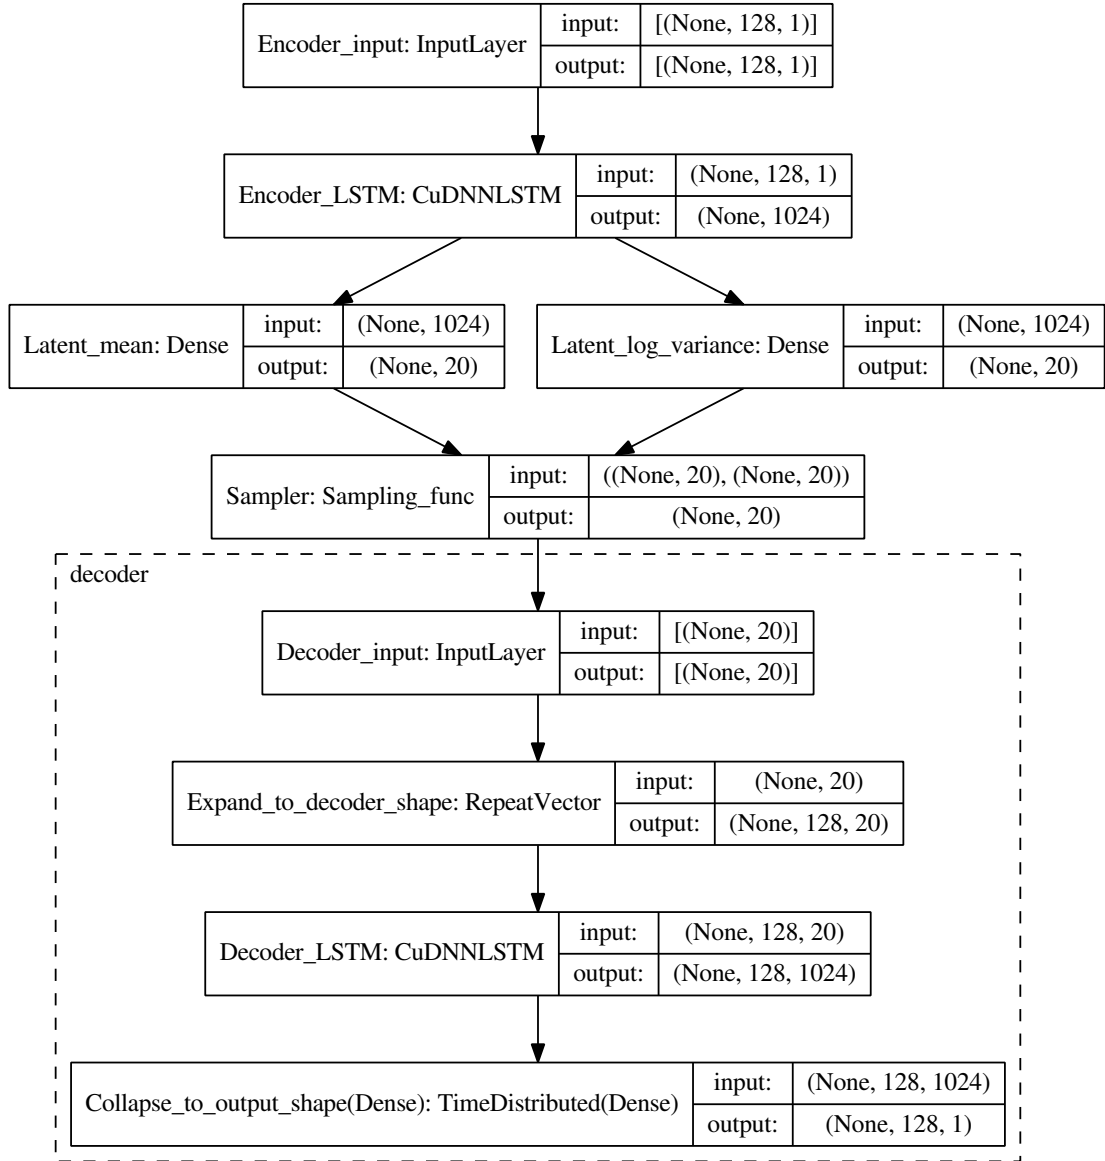 Encoder_input: InputLayer
input:
[(None, 128, 1)]
output:
[(None, 128, 1)]
Encoder_LSTM: CuDNNLSTM
input:
(None, 128, 1)
output:
(None, 1024)
Latent_mean: Dense
input:
(None, 1024)
output:
(None, 20)
Latent_log_variance: Dense
input:
(None, 1024)
output:
(None, 20)
Sampler: Sampling_func
input:
((None, 20), (None, 20))
output:
(None, 20)
decoder
Decoder_input: InputLayer
input:
[(None, 20)]
output:
[(None, 20)]
Expand_to_decoder_shape: RepeatVector
input:
(None, 20)
output:
(None, 128, 20)
Decoder_LSTM: CuDNNLSTM
input:
(None, 128, 20)
output:
(None, 128, 1024)
Collapse_to_output_shape(Dense): TimeDistributed(Dense)
input:
(None, 128, 1024)
output:
(None, 128, 1)